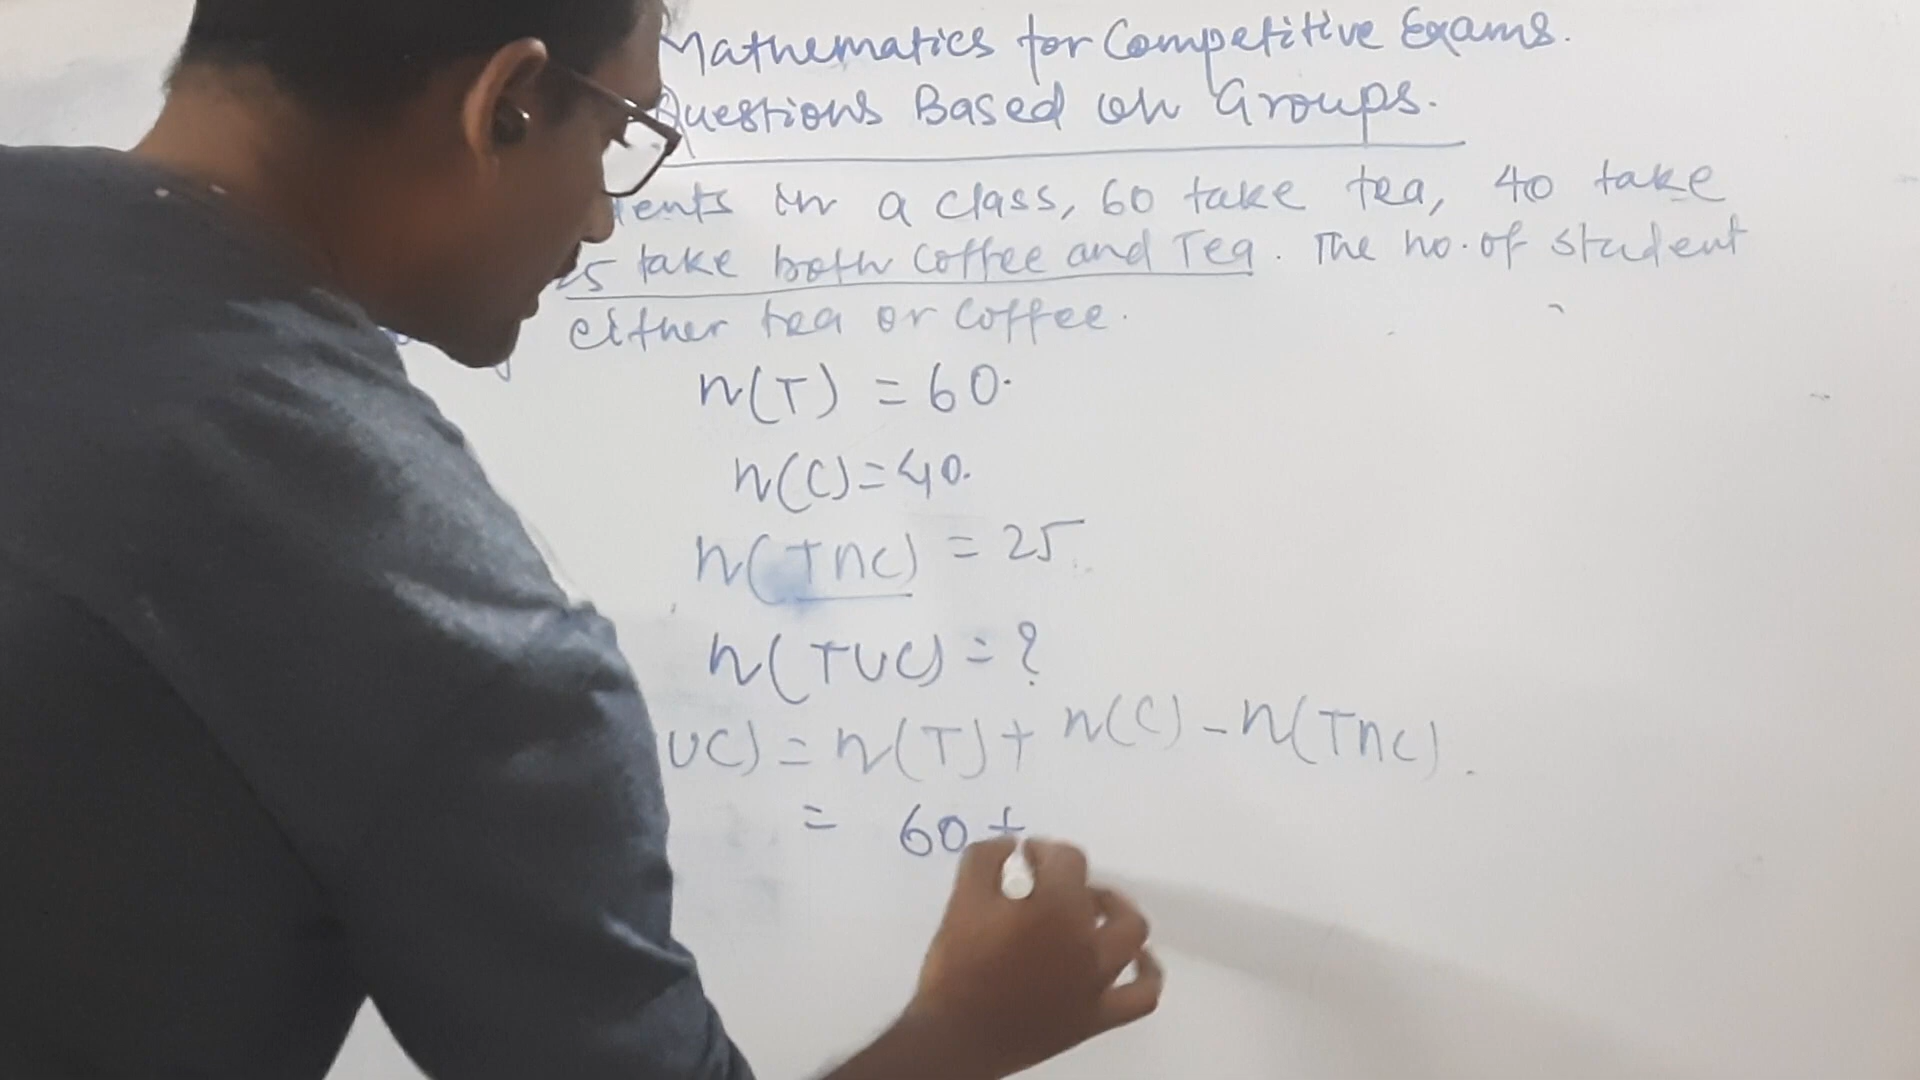 Mathematics for Competitive Exams.
Questions Based on Groups.
in a class, 60 take tea, 40 take
25 take both Coffee and Tea. The no. of student
either tea or Coffee.
n(T) = 60.
n(C)=40.
n(T∩C) = 25
n(T∪C) = ?
∪C) = n(T) + n(C) - n(T∩C).
= 60 +